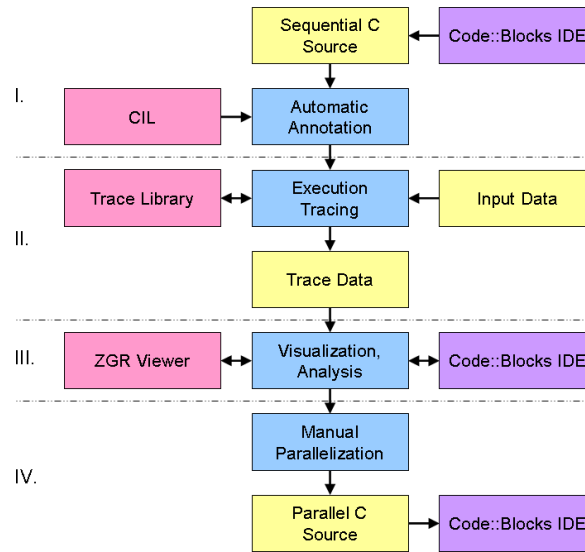 Sequential C
Source
Code::Blocks IDE
I.
CIL
Automatic
Annotation
Trace Library
Execution
Tracing
Input Data
II.
Trace Data
III.
ZGR Viewer
Visualization,
Analysis
Code::Blocks IDE
Manual
Parallelization
IV.
Parallel C
Source
Code::Blocks IDE